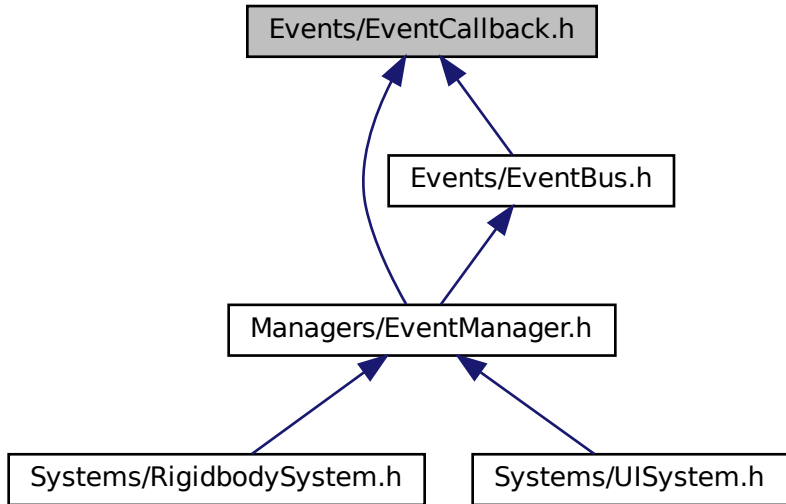 Events/EventCallback.h
Events/EventBus.h
Managers/EventManager.h
Systems/RigidbodySystem.h
Systems/UISystem.h